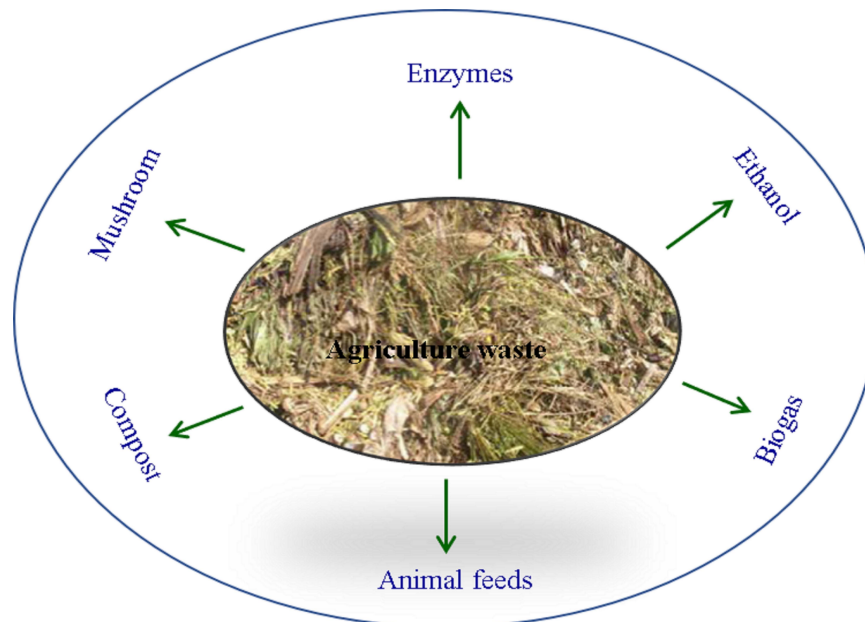 Enzymes
Mushroom
Ethanol
Agriculture waste
Compost
Biogas
Animal feeds